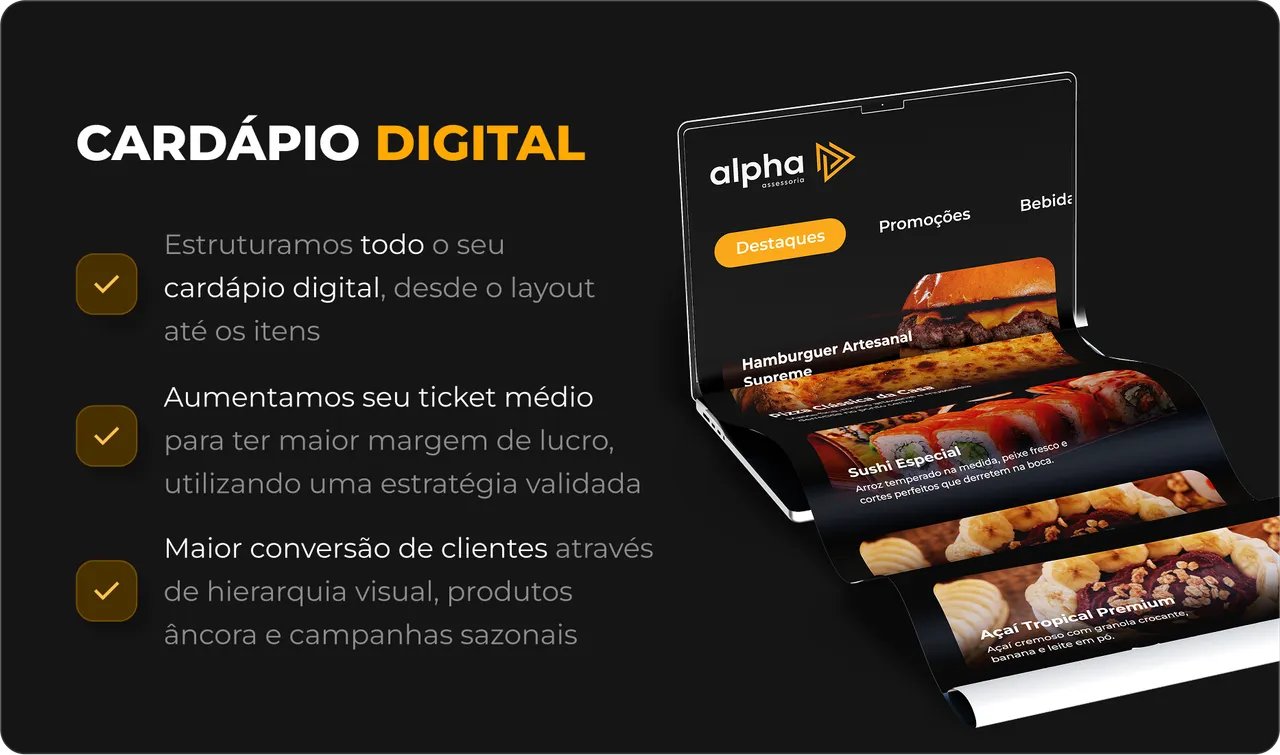 CARDÁPIO DIGITAL
Estruturamos todo o seu
cardápio digital, desde o layout
até os itens
Aumentamos seu ticket médio
para ter maior margem de lucro,
utilizando uma estratégia validada
Maior conversão de clientes através
de hierarquia visual, produtos
âncora e campanhas sazonais
alpha
assessoria
Destaques
Promoções
Bebida
Hamburguer Artesanal
Supreme
Pizza Clássica da Casa
Sushi Especial
Arroz temperado na medida, peixe fresco e
cortes perfeitos que derretem na boca.
Açaí Tropical Premium
Açaí cremoso com granola crocante,
banana e leite em pó.